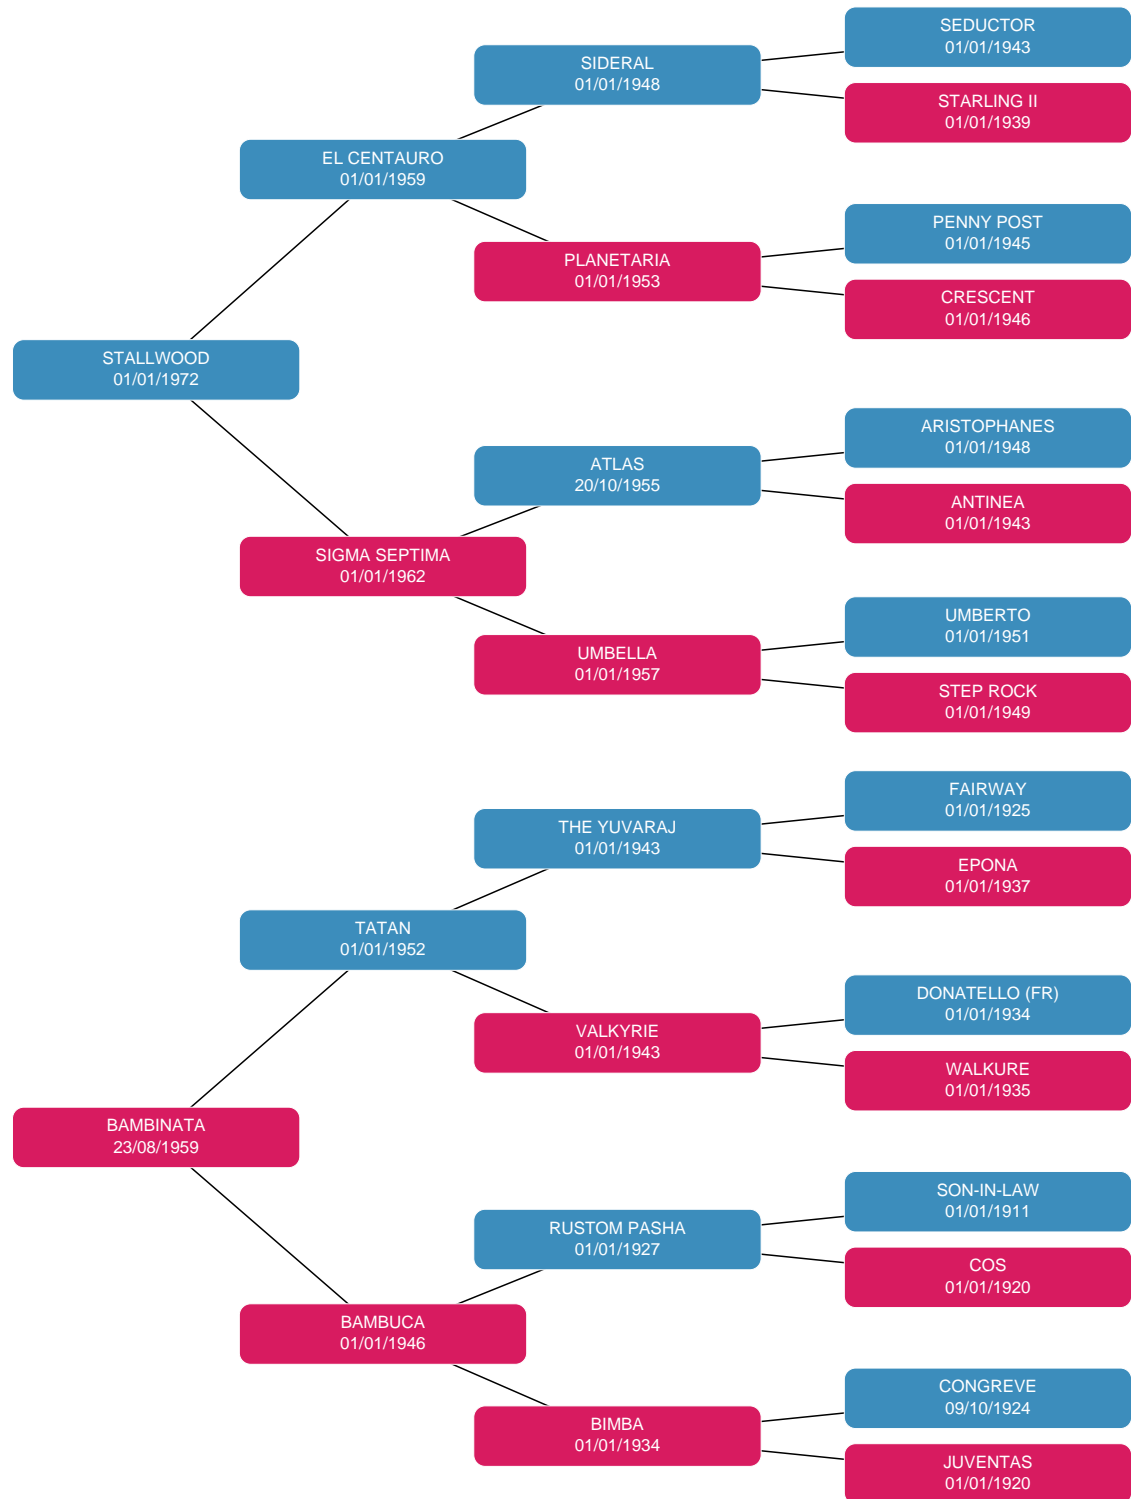 SEDUCTOR
01/01/1943
SIDERAL
01/01/1948
STARLING II
01/01/1939
EL CENTAURO
01/01/1959
PENNY POST
01/01/1945
PLANETARIA
01/01/1953
CRESCENT
01/01/1946
STALLWOOD
01/01/1972
ARISTOPHANES
01/01/1948
ATLAS
20/10/1955
ANTINEA
01/01/1943
SIGMA SEPTIMA
01/01/1962
UMBERTO
01/01/1951
UMBELLA
01/01/1957
STEP ROCK
01/01/1949
FAIRWAY
01/01/1925
THE YUVARAJ
01/01/1943
EPONA
01/01/1937
TATAN
01/01/1952
DONATELLO (FR)
01/01/1934
VALKYRIE
01/01/1943
WALKURE
01/01/1935
BAMBINATA
23/08/1959
SON-IN-LAW
01/01/1911
RUSTOM PASHA
01/01/1927
COS
01/01/1920
BAMBUCA
01/01/1946
CONGREVE
09/10/1924
BIMBA
01/01/1934
JUVENTAS
01/01/1920